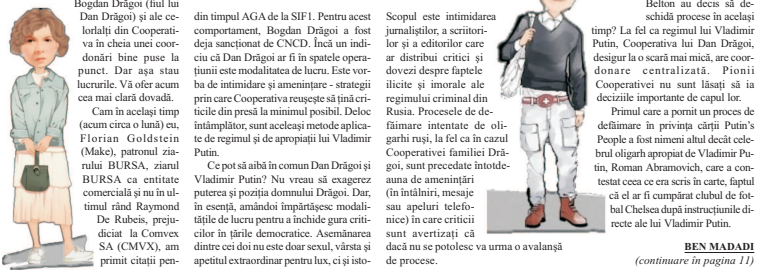 Bogdan Drăgoi (fiul lui
Dan Drăgoi) și ale ce-
lorlalți din Cooperati-
va în cheia unei coor-
donări bine puse la
punct. Dar așa stau
lucrurile. Vă ofer acum
cea mai clară dovadă.
Cam în același timp
(acum circa o lună) eu,
Florian Goldstein
(Make), patronul zia-
rului BURSA, ziarul
BURSA ca entitate
comercială și nu în ul-
timul rând Raymond
De Rubeis, preju-
diciat la Comvex
SA (CMVX), am
primit citații pen-
din timpul AGA de la SIF1. Pentru acest
comportament, Bogdan Drăgoi a fost
deja sancționat de CNCD. Încă un indi-
ciu că Dan Drăgoi ar fi în spatele opera-
țiunii este modalitatea de lucru. Este vor-
ba de intimidare și amenințare - strategii
prin care Cooperativa reușește să țină cri-
ticile din presă la minimul posibil. Deloc
întâmplător, sunt aceleași metode aplica-
te de regimul și de apropiații lui Vladimir
Putin.
Ce pot să aibă în comun Dan Drăgoi și
Vladimir Putin? Nu vreau să exagerez
puterea și poziția domnului Drăgoi. Dar,
în esență, amândoi împărtășesc modali-
tățile de lucru pentru a închide gura criti-
cilor în țările democratice. Asemănarea
dintre cei doi nu este doar sexul, vârsta și
apetitul extraordinar pentru lux, ci și isto-
Scopul este intimidarea
jurnaliștilor, a scriitori-
lor și a editorilor care
ar distribui critici și
dovezi despre faptele
ilicite și imorale ale
regimului criminal din
Rusia. Procesele de de-
făimare intentate de oli-
garhi ruși, la fel ca în cazul
Cooperativei familiei Dră-
goi, sunt precedate întotde-
auna de amenințări
(în întâlniri, mesaje
sau apeluri telefo-
nice) în care criticii
sunt avertizați că
dacă nu se potolesc va urma o avalanșă
de procese.
Belton au decis să de-
schidă procese în același
timp? La fel ca regimul lui Vladimir
Putin, Cooperativa lui Dan Drăgoi,
desigur la o scară mai mică, are coor-
donare centralizată. Pionii
Cooperativei nu sunt lăsați să ia
deciziile importante de capul lor.
Primul care a pornit un proces de
defăimare în privința cărții Putin's
People a fost nimeni altul decât cele-
brul oligarh apropiat de Vladimir Pu-
tin, Roman Abramovich, care a con-
testat ceea ce era scris în carte, faptul
că el ar fi cumpărat clubul de fot-
bal Chelsea după instrucțiunile di-
recte ale lui Vladimir Putin.
BEN MADADI
(continuare în pagina 11)